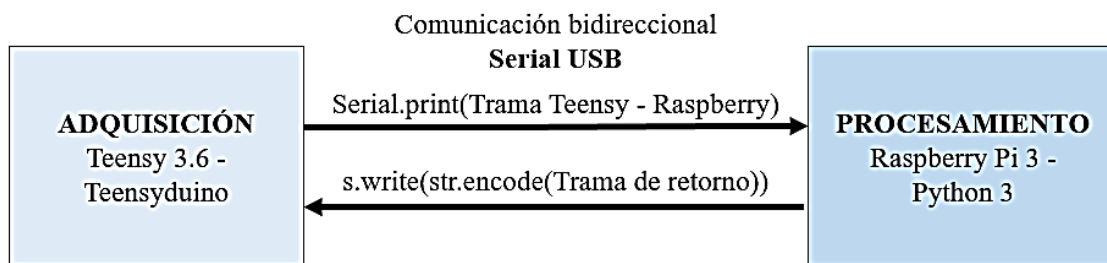 Comunicación bidireccional
Serial USB
ADQUISICIÓN
Teensy 3.6 -
Teensyduino
Serial.print(Trama Teensy - Raspberry)
s.write(str.encode(Trama de retorno))
PROCESAMIENTO
Raspberry Pi 3 -
Python 3